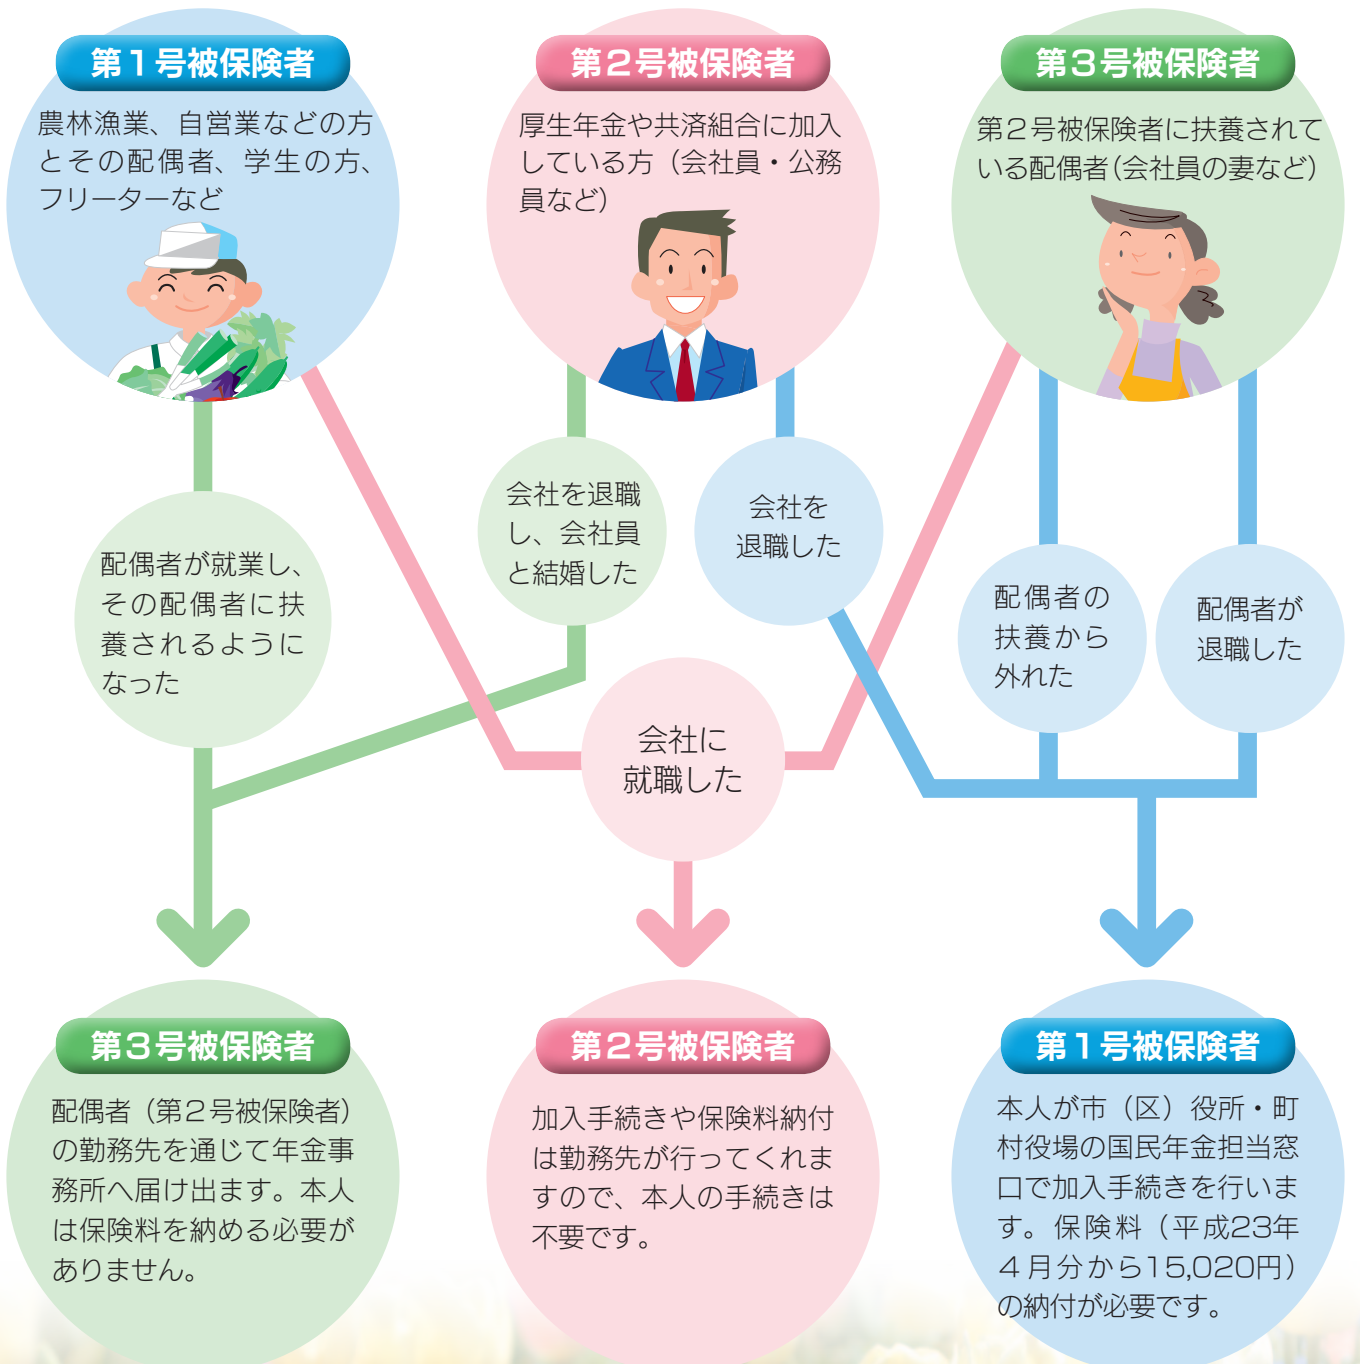 第1号被保険者
農林漁業、自営業などの方
とその配偶者、学生の方、
フリーターなど
第2号被保険者
厚生年金や共済組合に加入
している方（会社員・公務
員など）
第3号被保険者
第2号被保険者に扶養されて
いる配偶者（会社員の妻など）
配偶者が就業し、
その配偶者に扶
養されるように
なった
会社を退職
し、会社員
と結婚した
会社を
退職した
配偶者の
扶養から
外れた
配偶者が
退職した
会社に
就職した
第3号被保険者
配偶者（第2号被保険者）
の勤務先を通じて年金事
務所へ届け出ます。本人
は保険料を納める必要が
ありません。
第2号被保険者
加入手続きや保険料納付
は勤務先が行ってくれま
すので、本人の手続きは
不要です。
第1号被保険者
本人が市（区）役所・町
村役場の国民年金担当窓
口で加入手続きを行いま
す。保険料（平成23年
4月分から15,020円）
の納付が必要です。